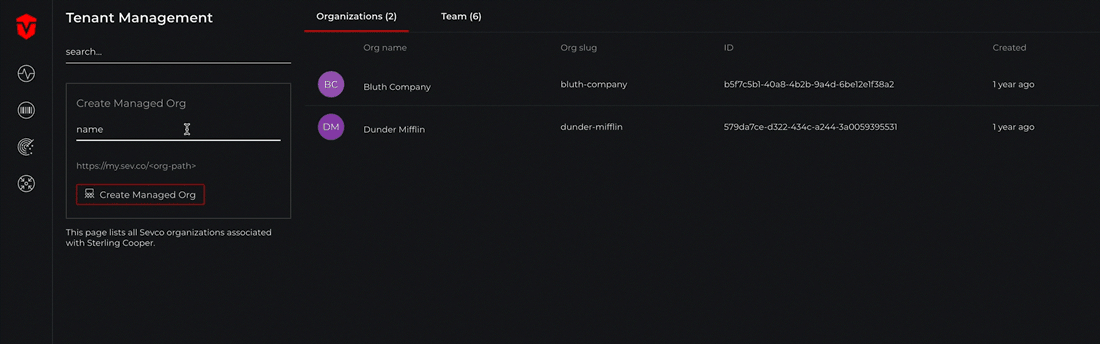 Tenant Management
search...
Create Managed Org
name
https://my.sev.co/<org-path>
Create Managed Org
This page lists all Sevco organizations associated
with Sterling Cooper.
Organizations (2) Team (6)
Org name Org slug ID Created
BC Bluth Company bluth-company b5f7c5b1-40a8-4b2b-9a4d-6be12e1f38a2 1 year ago
DM Dunder Mifflin dunder-mifflin 579da7ce-d322-434c-a244-3a0059395531 1 year ago